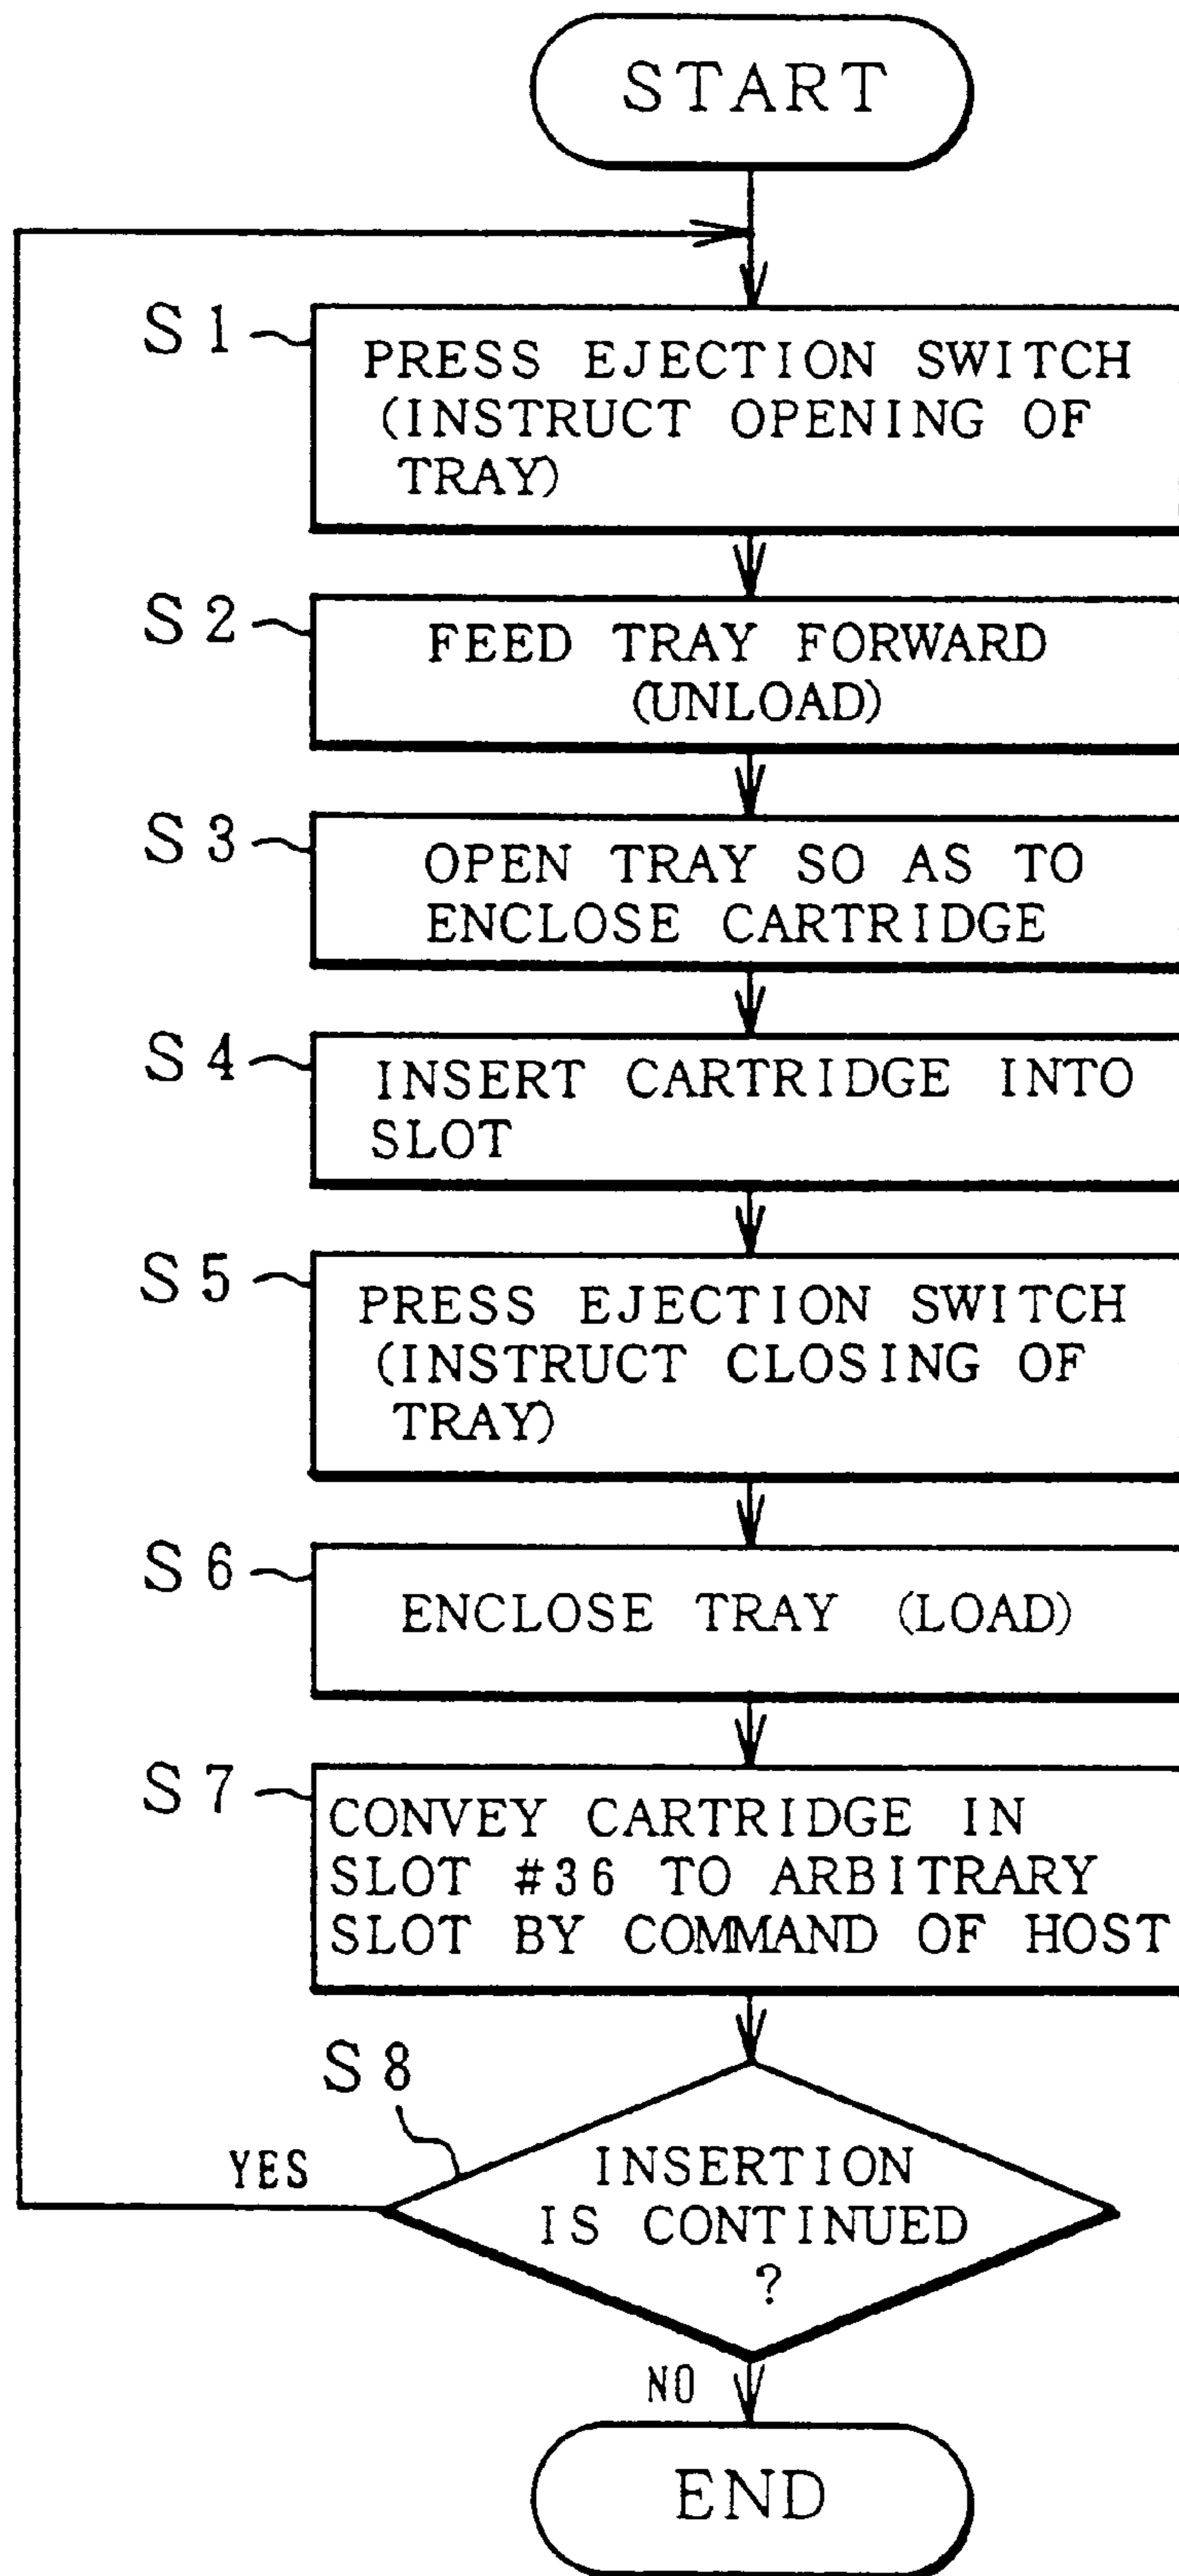 START
S1
PRESS EJECTION SWITCH
(INSTRUCT OPENING OF
TRAY)
S2
FEED TRAY FORWARD
(UNLOAD)
S3
OPEN TRAY SO AS TO
ENCLOSE CARTRIDGE
S4
INSERT CARTRIDGE INTO
SLOT
S5
PRESS EJECTION SWITCH
(INSTRUCT CLOSING OF
TRAY)
S6
ENCLOSE TRAY (LOAD)
S7
CONVEY CARTRIDGE IN
SLOT #36 TO ARBITRARY
SLOT BY COMMAND OF HOST
S8
INSERTION
IS CONTINUED
?
YES
NO
END